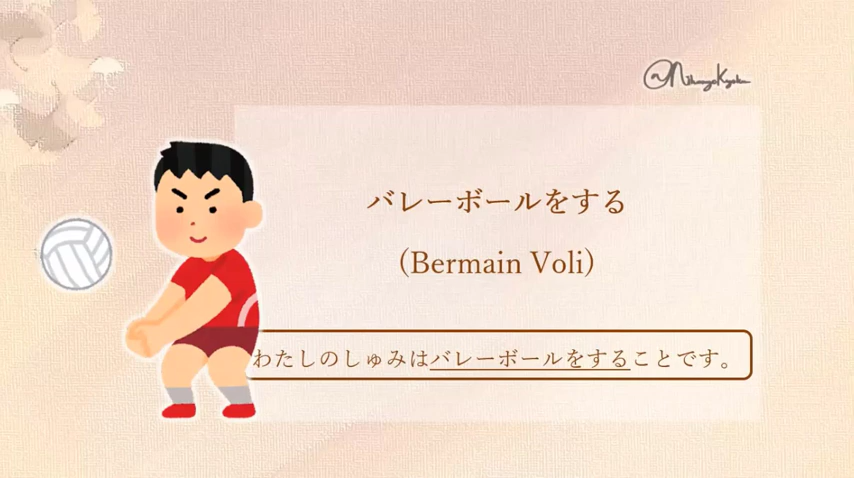 バレーボールをする
(Bermain Voli)
わたしのしゅみはバレーボールをすることです。